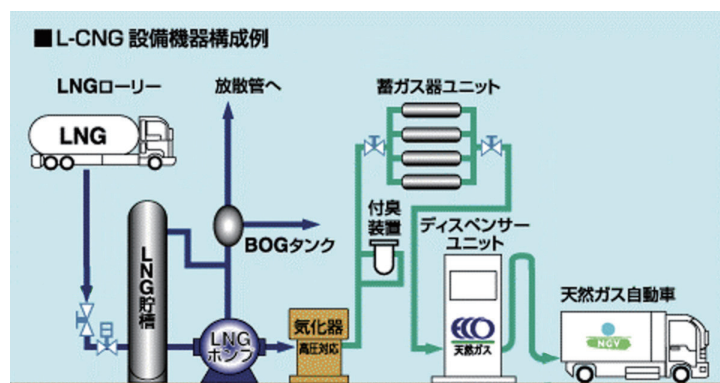 ■L-CNG 設備機器構成例
LNGローリー
放散管へ
蓄ガス器ユニット
LNG
付臭
装置
ディスペンサー
ユニット
BOGタンク
LNG貯槽
天然ガス自動車
気化器
高圧対応
LNG
ポンプ
ECO
天然ガス
NGV